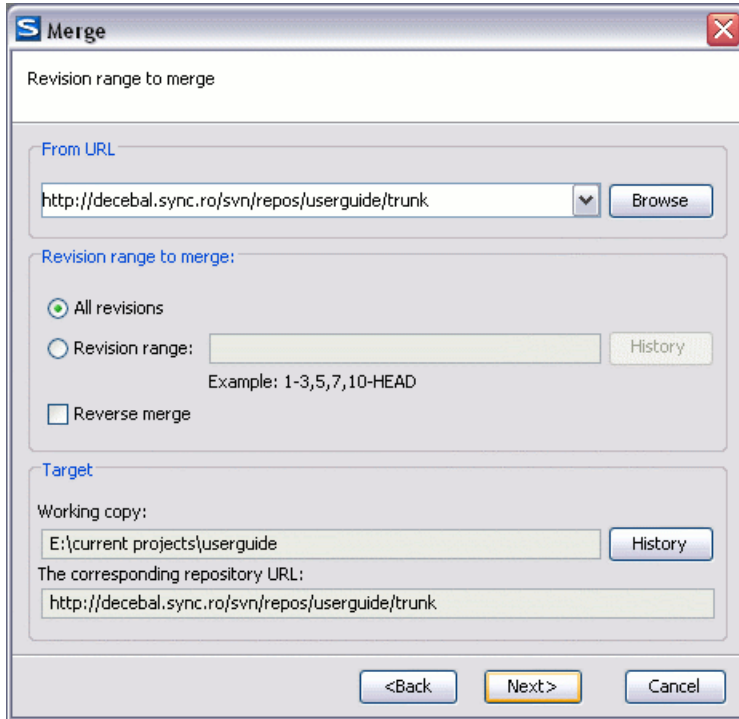 S Merge
Revision range to merge
From URL
http://decebal.sync.ro/svn/repos/userguide/trunk Browse
Revision range to merge:
All revisions
Revision range: History
Example: 1-3,5,7,10-HEAD
Reverse merge
Target
Working copy:
E:\current projects\userguide History
The corresponding repository URL:
http://decebal.sync.ro/svn/repos/userguide/trunk
<Back Next> Cancel